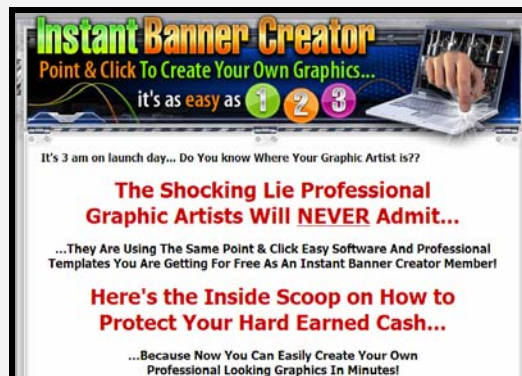 Instant Banner Creator
Point & Click To Create Your Own Graphics...
it's as easy as 1 2 3
It's 3 am on launch day... Do You know Where Your Graphic Artist is??
The Shocking Lie Professional
Graphic Artists Will NEVER Admit...
...They Are Using The Same Point & Click Easy Software And Professional
Templates You Are Getting For Free As An Instant Banner Creator Member!
Here's the Inside Scoop on How to
Protect Your Hard Earned Cash...
...Because Now You Can Easily Create Your Own
Professional Looking Graphics In Minutes!